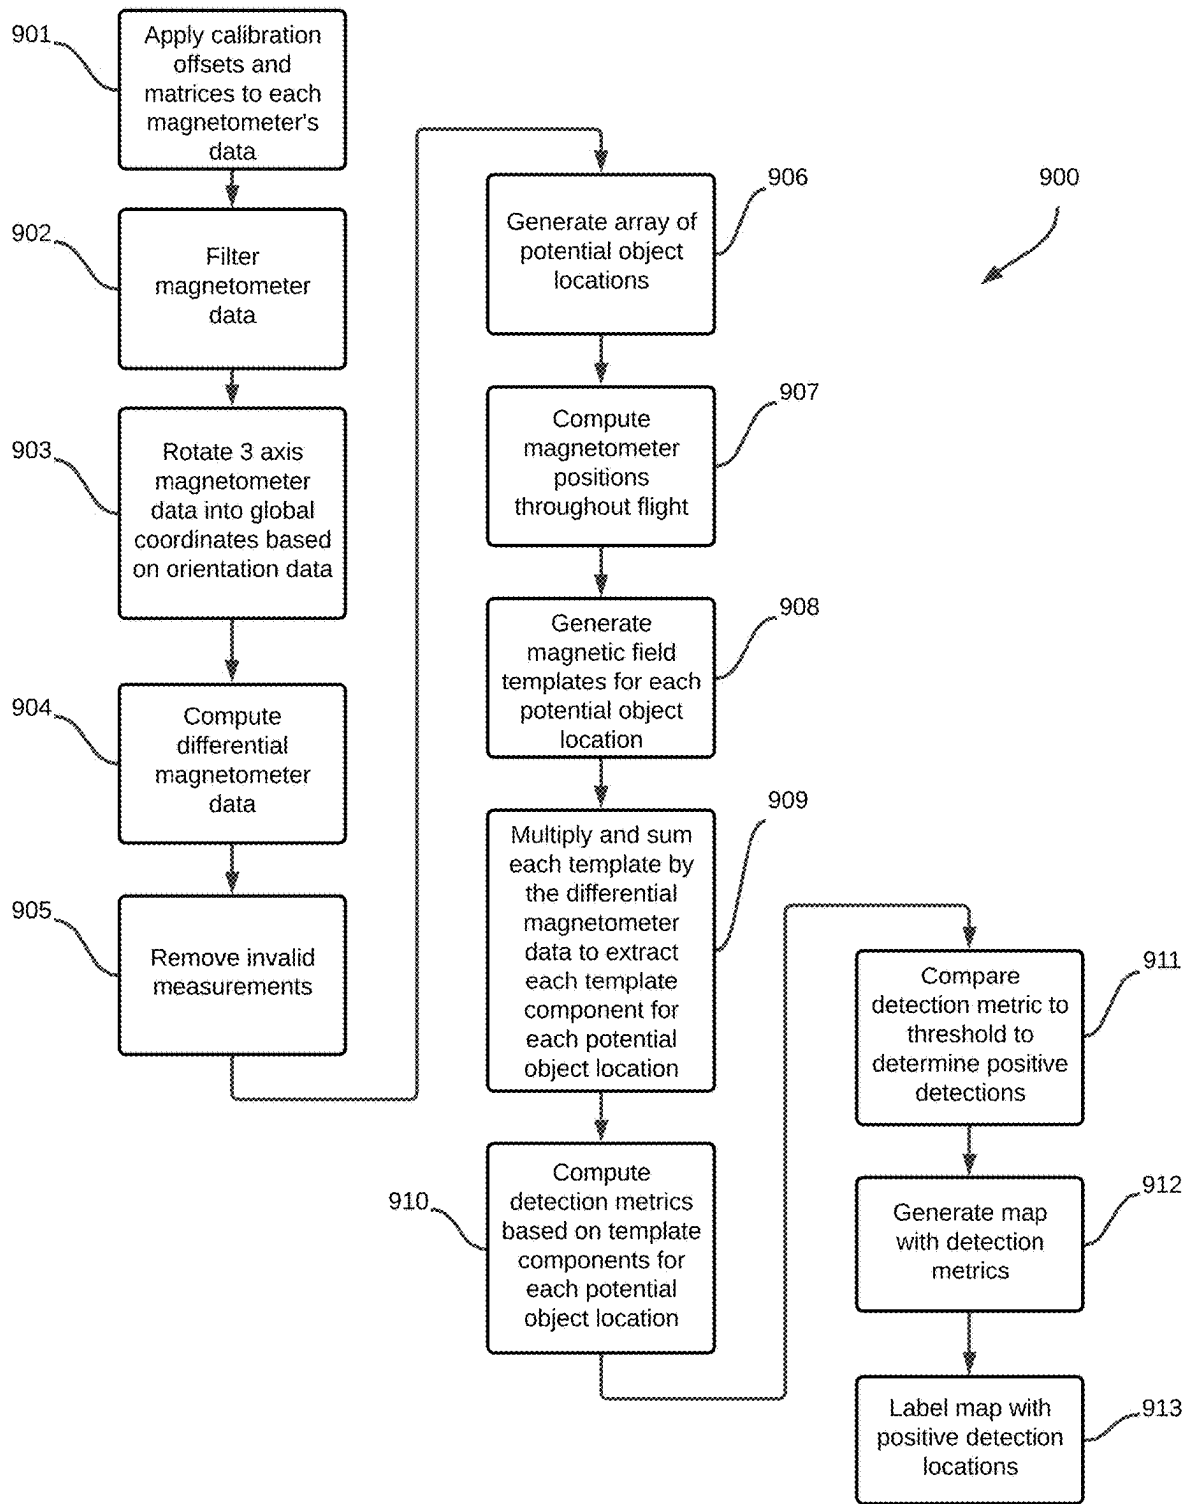 901
Apply calibration
offsets and
matrices to each
magnetometer's
data
902
Filter
magnetometer
data
903
Rotate 3 axis
magnetometer
data into global
coordinates based
on orientation data
904
Compute
differential
magnetometer
data
905
Remove invalid
measurements
906
Generate array of
potential object
locations
907
Compute
magnetometer
positions
throughout flight
908
Generate
magnetic field
templates for each
potential object
location
909
Multiply and sum
each template by
the differential
magnetometer
data to extract
each template
component for
each potential
object location
910
Compute
detection metrics
based on template
components for
each potential
object location
900
911
Compare
detection metric to
threshold to
determine positive
detections
912
Generate map
with detection
metrics
913
Label map with
positive detection
locations